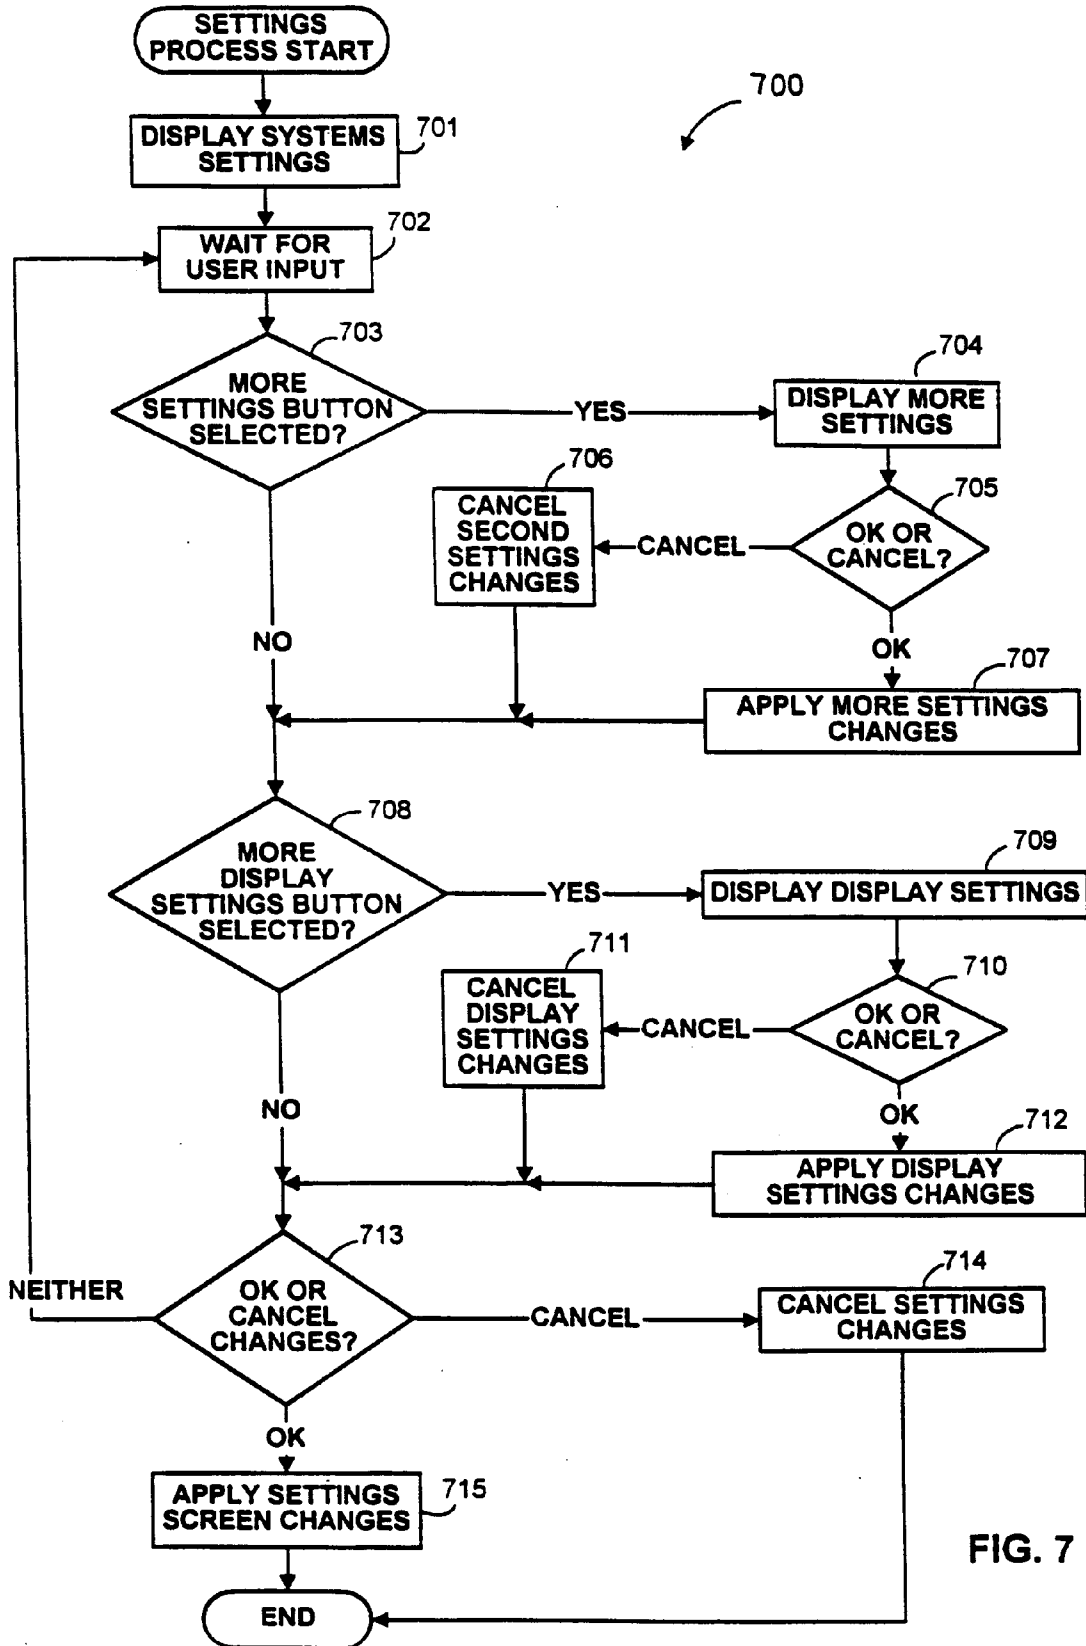 SETTINGS
PROCESS START
700
DISPLAY SYSTEMS
SETTINGS
701
WAIT FOR
USER INPUT
702
703
MORE
SETTINGS BUTTON
SELECTED?
YES
704
DISPLAY MORE
SETTINGS
706
CANCEL
SECOND
SETTINGS
CHANGES
CANCEL
705
OK OR
CANCEL?
NO
OK
707
APPLY MORE SETTINGS
CHANGES
708
MORE
DISPLAY
SETTINGS BUTTON
SELECTED?
YES
709
DISPLAY DISPLAY SETTINGS
711
CANCEL
DISPLAY
SETTINGS
CHANGES
CANCEL
710
OK OR
CANCEL?
NO
OK
712
APPLY DISPLAY
SETTINGS CHANGES
713
NEITHER
OK OR
CANCEL
CHANGES?
CANCEL
714
CANCEL SETTINGS
CHANGES
OK
APPLY SETTINGS
SCREEN CHANGES
715
FIG. 7
END